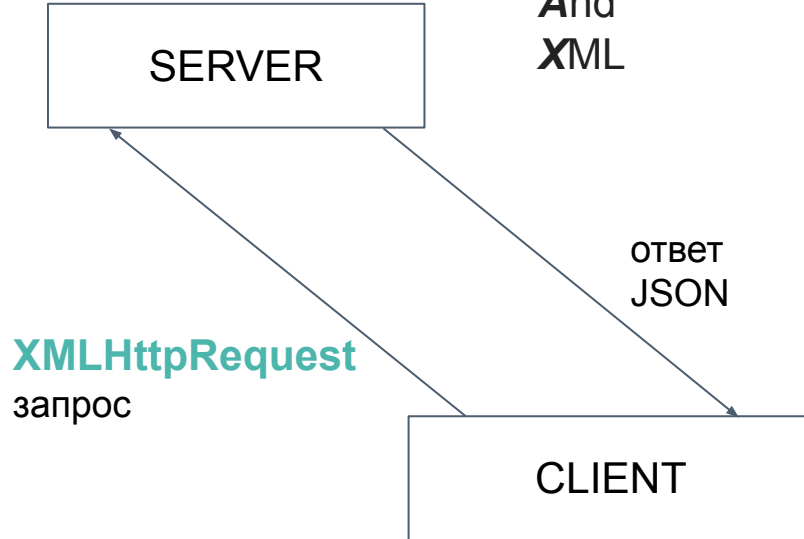 And
XML
SERVER
ответ
JSON
XMLHttpRequest
запрос
CLIENT